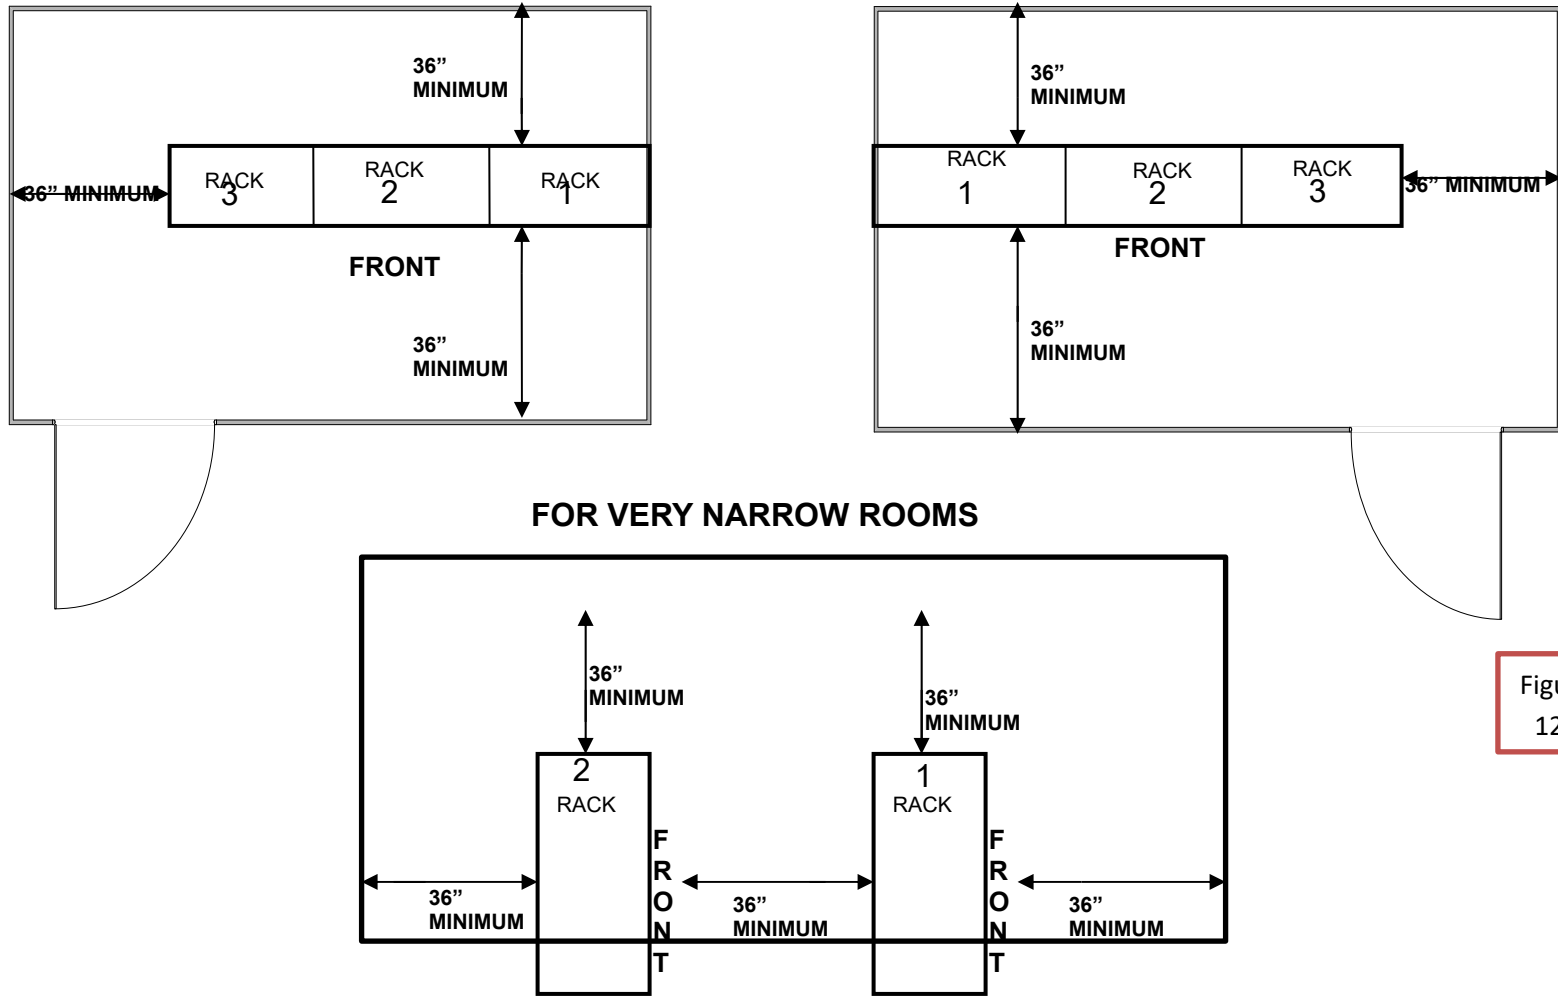 36”
MINIMUM
36” MINIMUM
RACK
3
RACK
2
RACK
1
FRONT
36”
MINIMUM
36”
MINIMUM
RACK
1
RACK
2
RACK
3
36” MINIMUM
FRONT
36”
MINIMUM
FOR VERY NARROW ROOMS
36”
MINIMUM
36”
MINIMUM
2
RACK
1
RACK
F
R
O
N
T
F
R
O
N
T
36”
MINIMUM
36”
MINIMUM
36”
MINIMUM
Figu
12